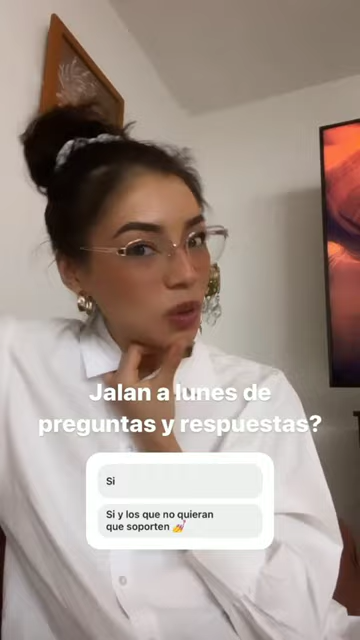 Jalan a lunes de
preguntas y respuestas?
Si
Si y los que no quieran
que soporten 💅